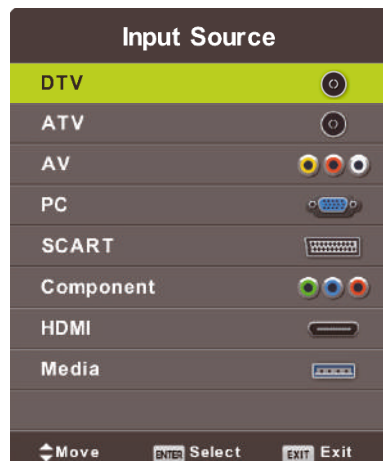 Input Source
DTV
ATV
AV
PC
SCART
Component
HDMI
Media
Move ENTER Select EXIT Exit